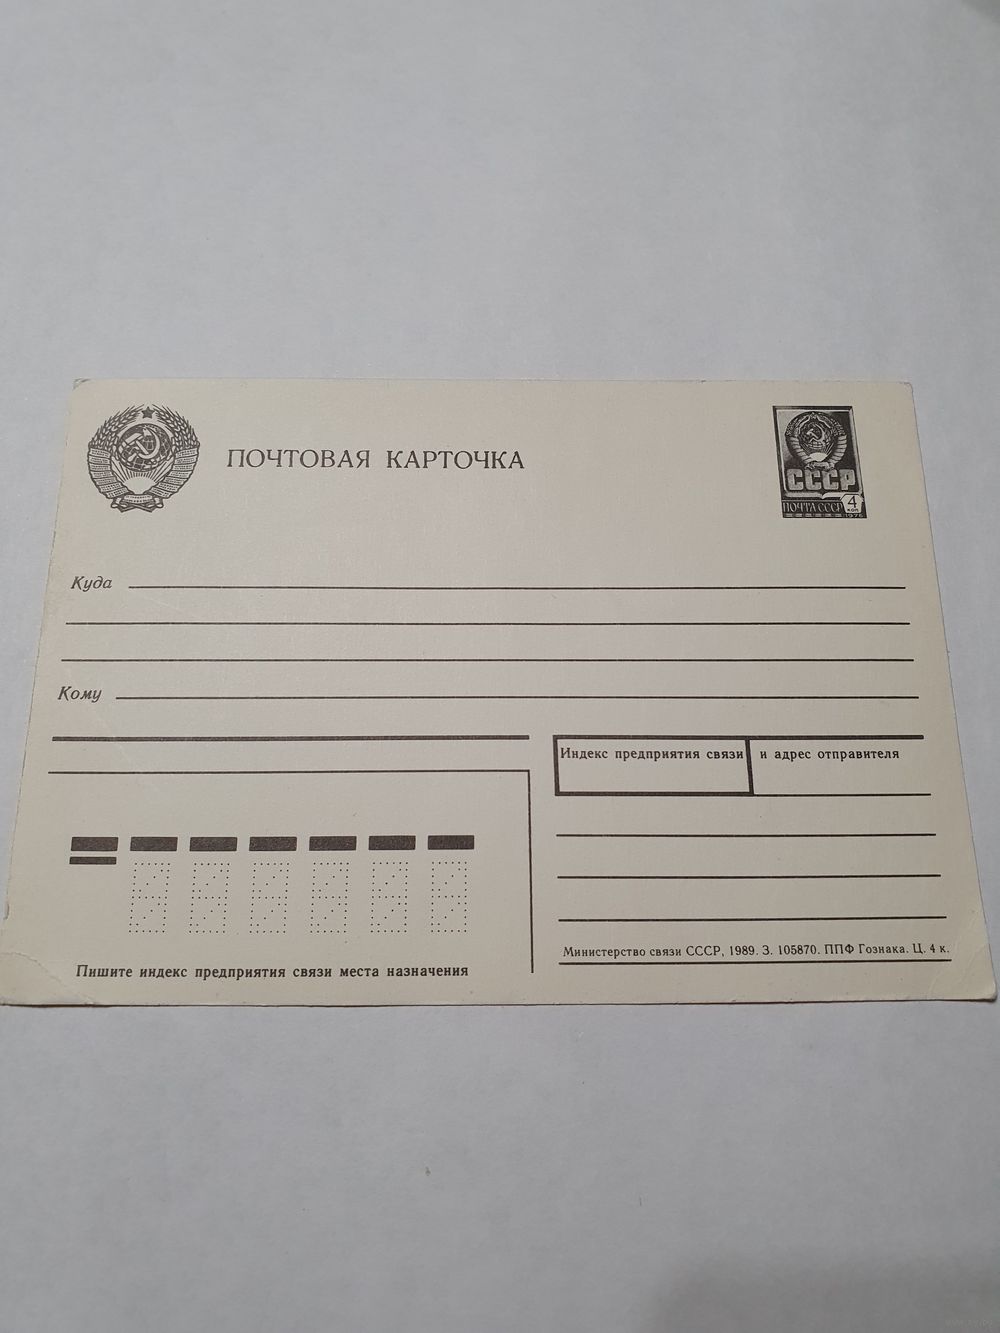 ПОЧТОВАЯ КАРТОЧКА
СССР
ПОЧТА СССР 4 коп
1976
Куда
Кому
Индекс предприятия связи и адрес отправителя
Министерство связи СССР, 1989. З. 105870. ППФ Гознака. Ц. 4 к.
Пишите индекс предприятия связи места назначения